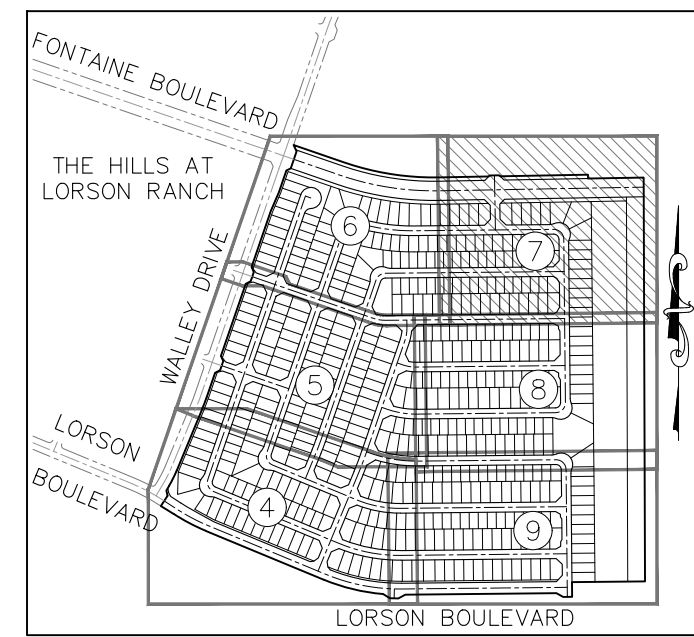 FONTAINE BOULEVARD
THE HILLS AT
LORSON RANCH
WALLEY DRIVE
6
7
5
8
LORSON
BOULEVARD
4
9
LORSON BOULEVARD